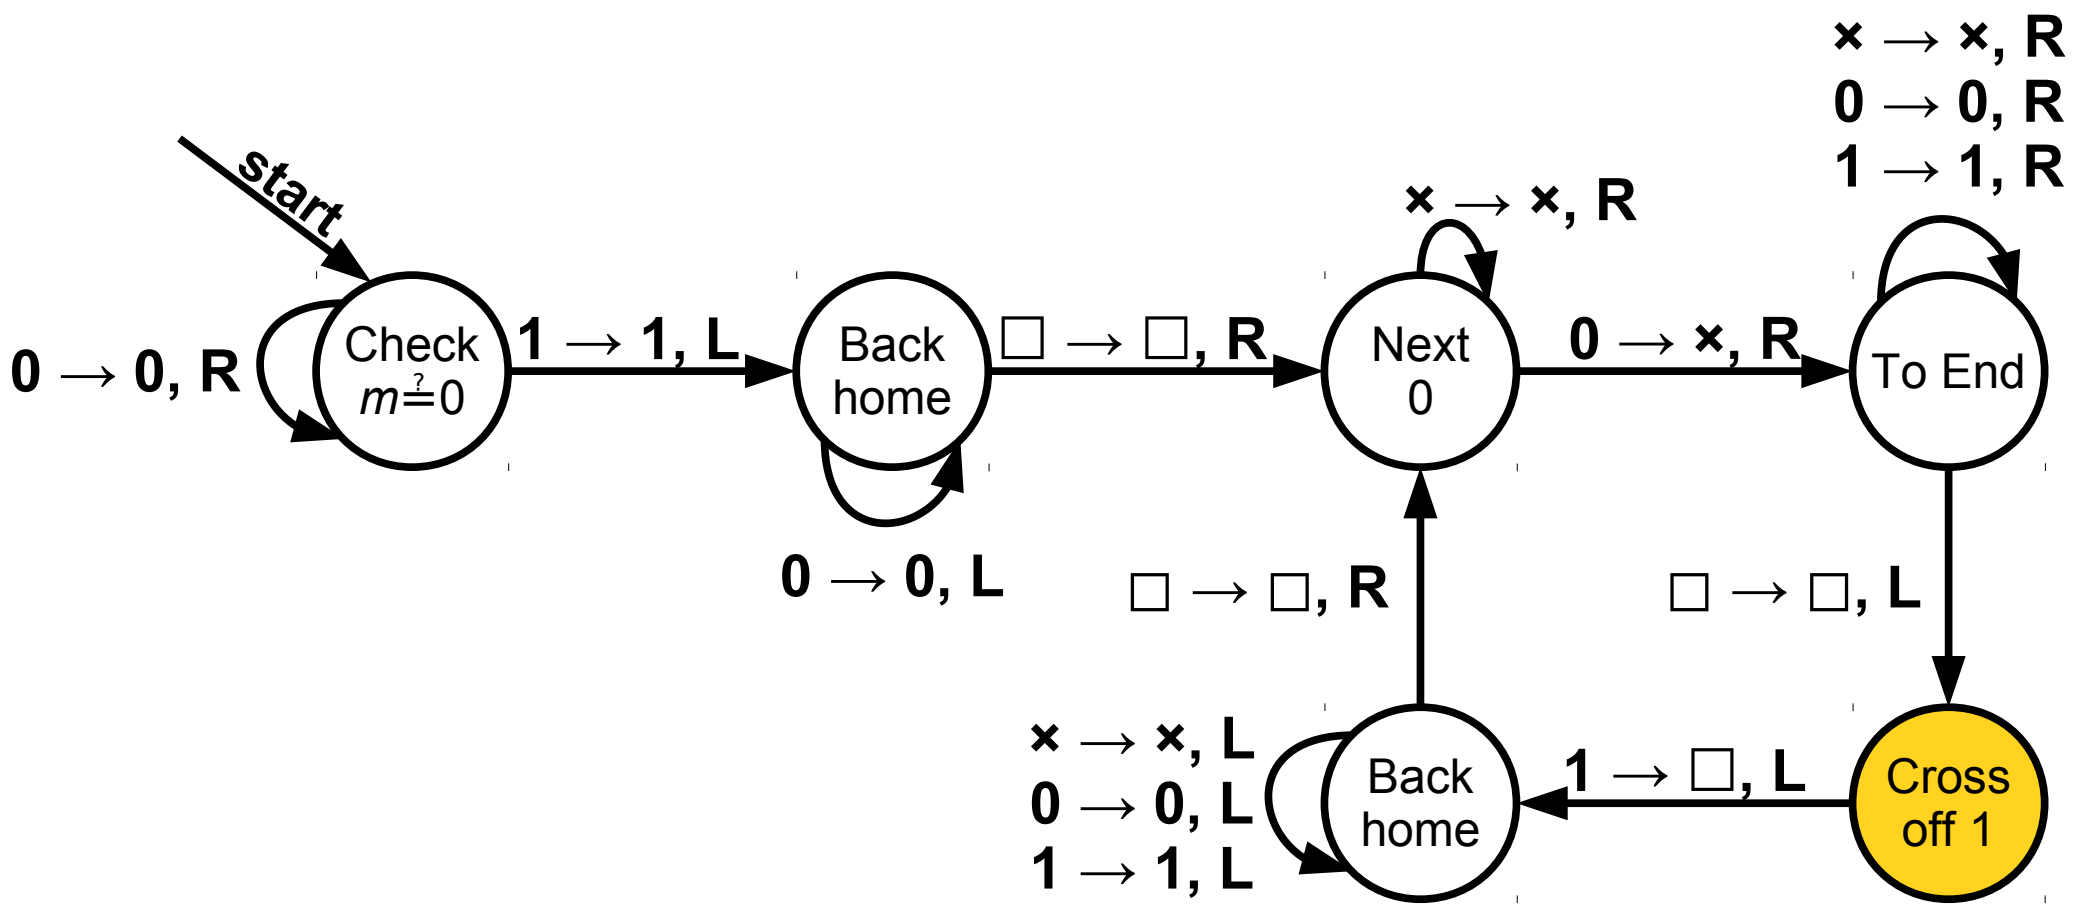 × → ×, R
0 → 0, R
1 → 1, R
start
× → ×, R
0 → 0, R
Check
m≟0
1 → 1, L
Back
home
□ → □, R
Next
0
0 → ×, R
To End
0 → 0, L
□ → □, R
□ → □, L
× → ×, L
0 → 0, L
1 → 1, L
Back
home
1 → □, L
Cross
off 1